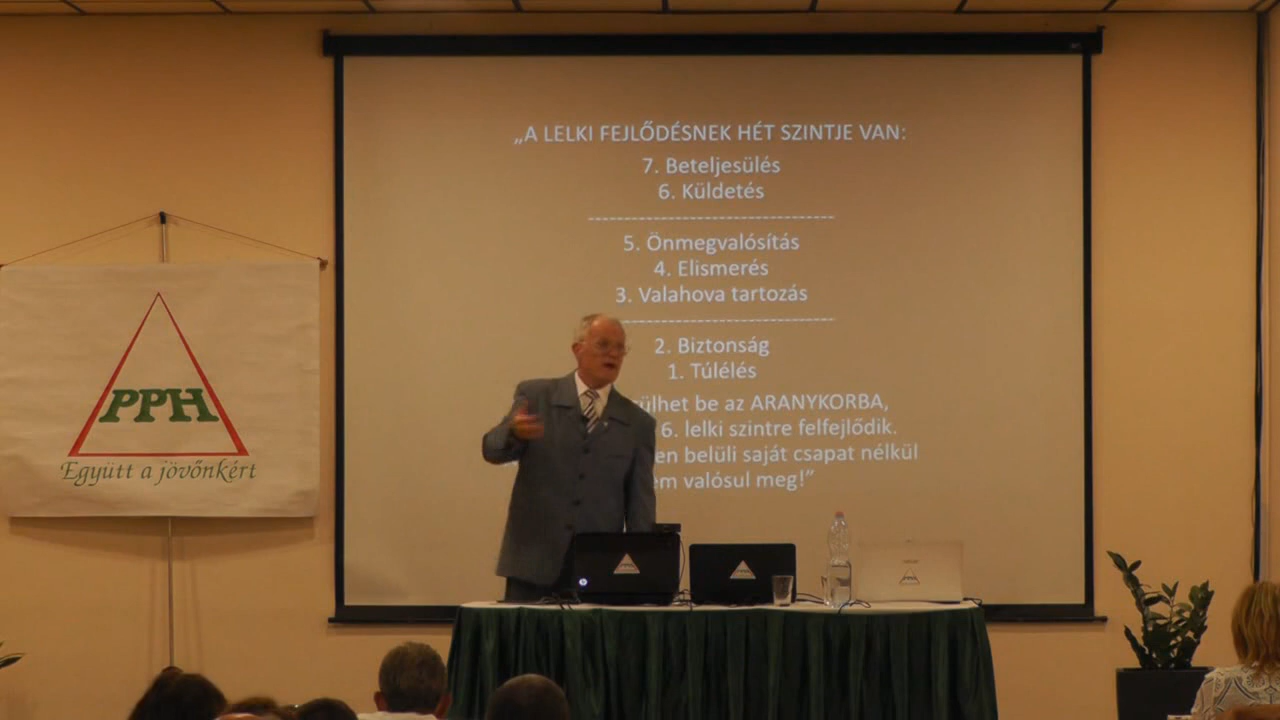 „A LELKI FEJLŐDÉSNEK HÉT SZINTJE VAN:
7. Beteljesülés
6. Küldetés
5. Önmegvalósítás
4. Elismerés
3. Valahova tartozás
2. Biztonság
1. Túlélés
be az ARANYKORBA,
6. lelki szintre felfejlődik.
belüli saját csapat nélkül
valósul meg!”
PPH
Együtt a jövőnkért